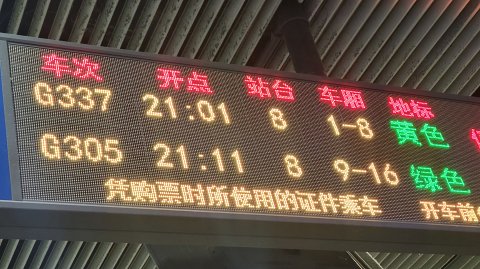 车次 开点 站台 车厢 地标
G337 21:01 8 1-8 黄色
G305 21:11 8 9-16 绿色
凭购票时所使用的证件乘车 开车前